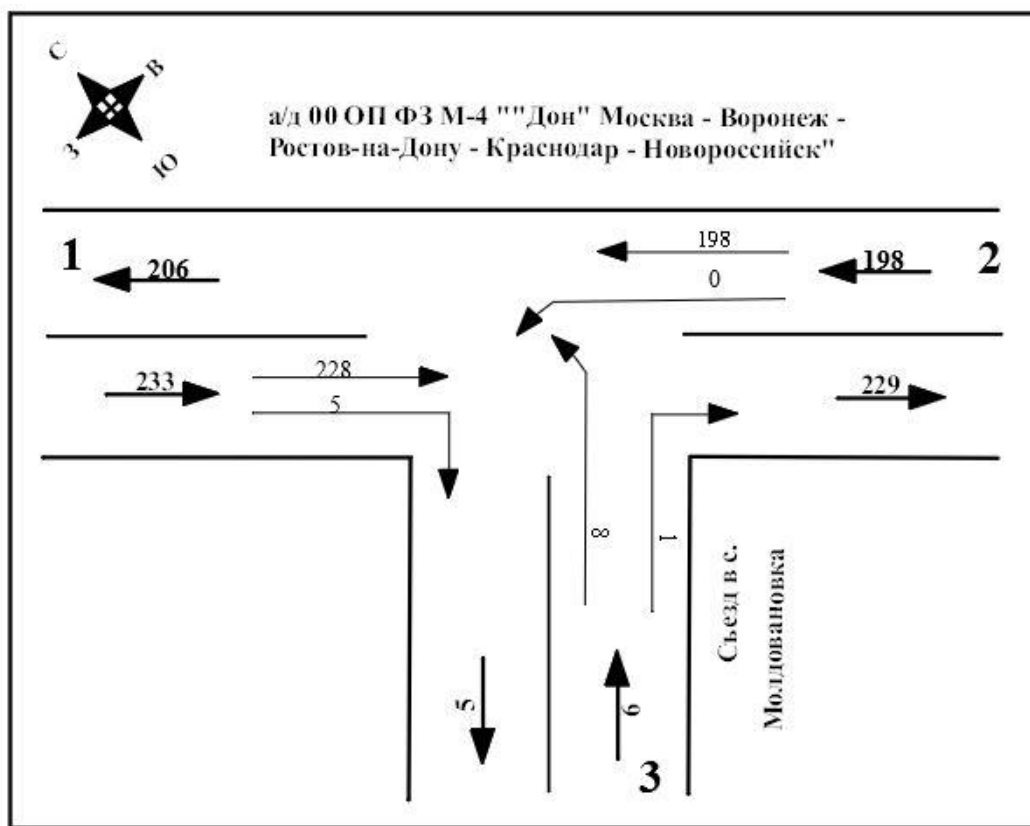 С
В
З
Ю
а/д 00 ОП ФЗ М-4 ""Дон" Москва - Воронеж -
Ростов-на-Дону - Краснодар - Новороссийск"
1
206
198
0
198
2
233
228
5
229
8
1
Съезд в с.
Молдовановка
5
9
3